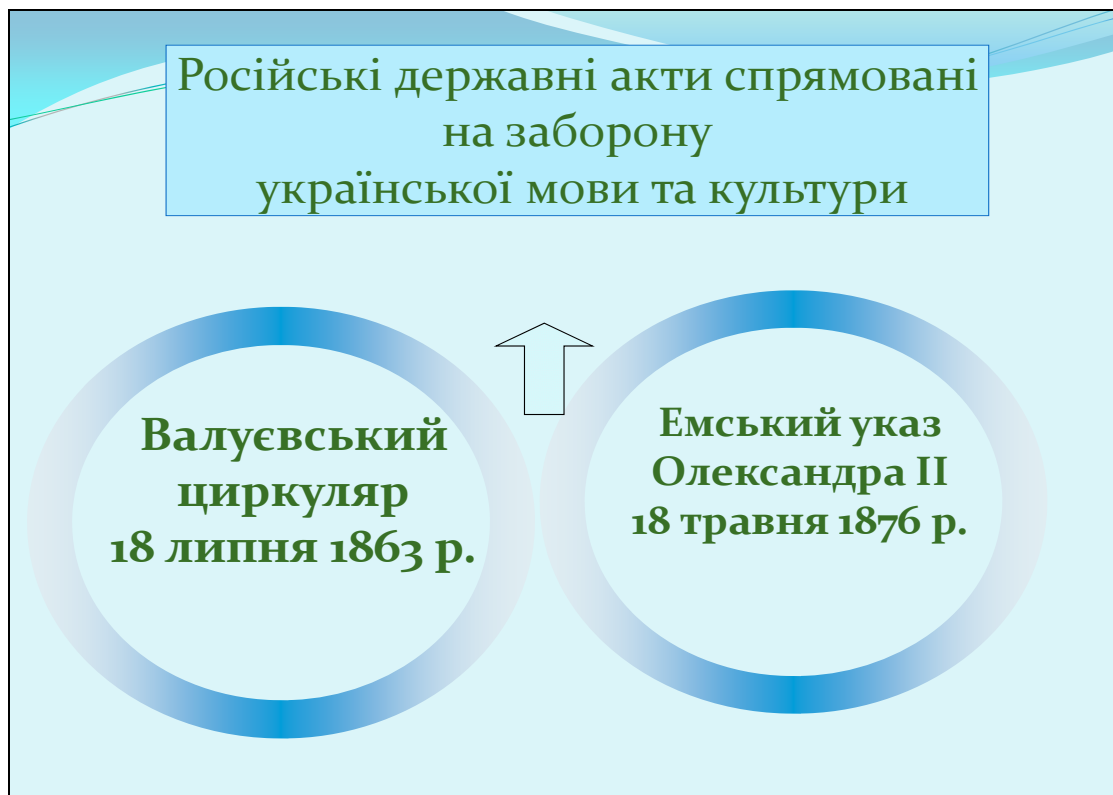 Російські державні акти спрямовані
на заборону
української мови та культури
Валуєвський
циркуляр
18 липня 1863 р.
Емський указ
Олександра ІІ
18 травня 1876 р.